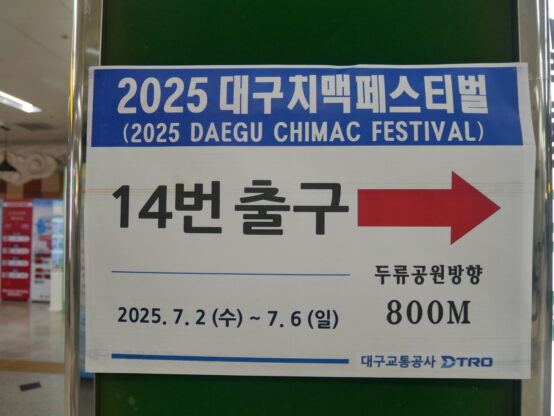 2025 대구치맥페스티벌
(2025 DAEGU CHIMAC FESTIVAL)
14번 출구
두류공원방향
800M
2025. 7. 2 (수) ~ 7. 6 (일)
대구교통공사 DTRO